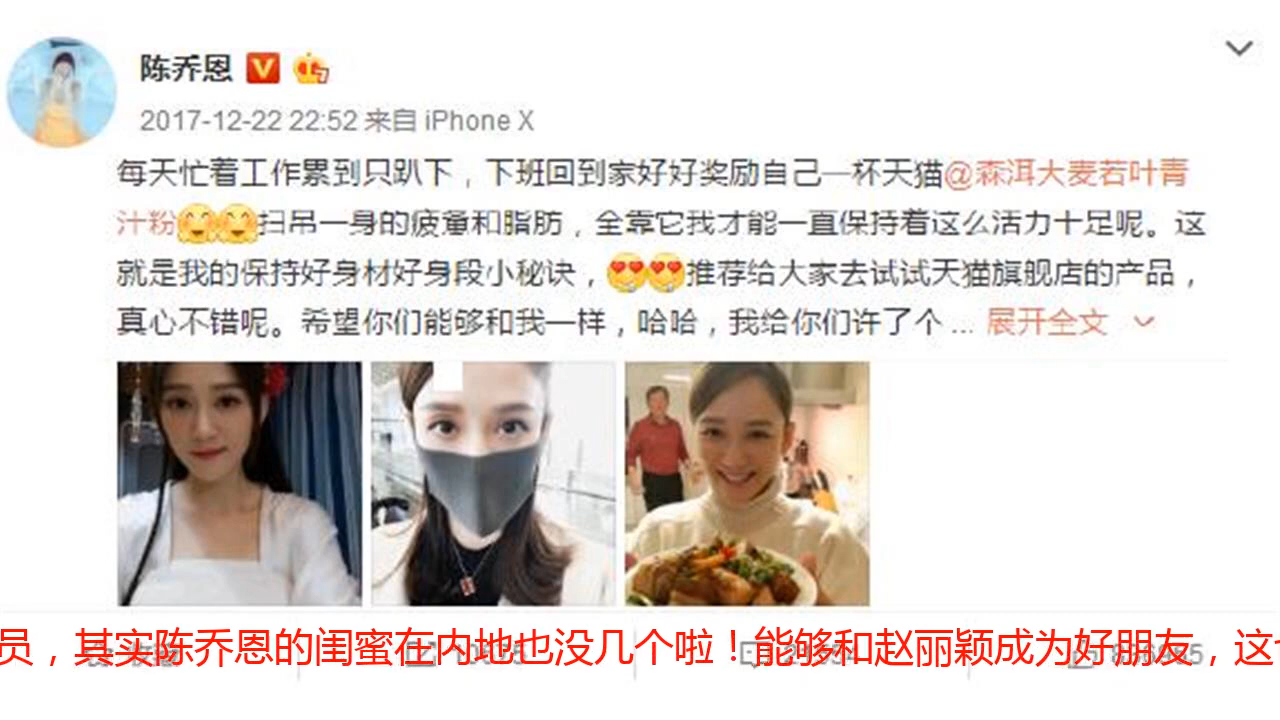 陈乔恩
2017-12-22 22:52 来自 iPhone X
每天忙着工作累到只趴下，下班回到家好好奖励自己一杯天猫@森洱大麦若叶青
汁粉扫吊一身的疲惫和脂肪，全靠它我才能一直保持着这么活力十足呢。这
就是我的保持好身材好身段小秘诀，推荐给大家去试试天猫旗舰店的产品，
真心不错呢。希望你们能够和我一样，哈哈，我给你们许了个 ... 展开全文
员，其实陈乔恩的闺蜜在内地也没几个啦！能够和赵丽颖成为好朋友，这